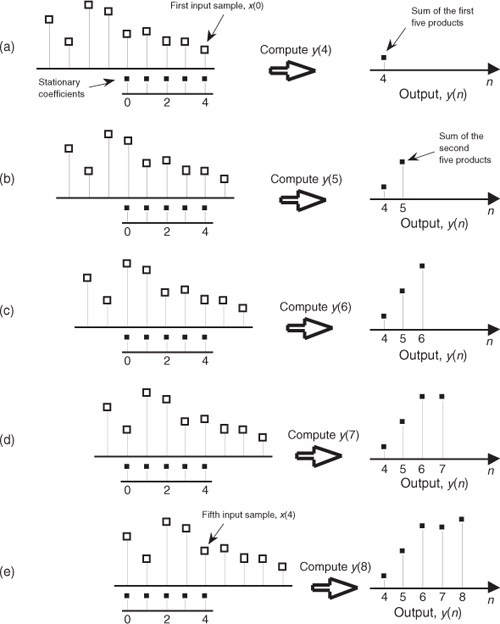 First input sample, x(0)
(a)
Stationary
coefficients
0 2 4
Compute y(4)
Sum of the first
five products
4
n
Output, y(n)
(b)
0 2 4
Compute y(5)
Sum of the
second
five products
4 5
n
Output, y(n)
(c)
0 2 4
Compute y(6)
4 5 6
n
Output, y(n)
(d)
0 2 4
Compute y(7)
4 5 6 7
n
Output, y(n)
Fifth input sample, x(4)
(e)
0 2 4
Compute y(8)
4 5 6 7 8
n
Output, y(n)